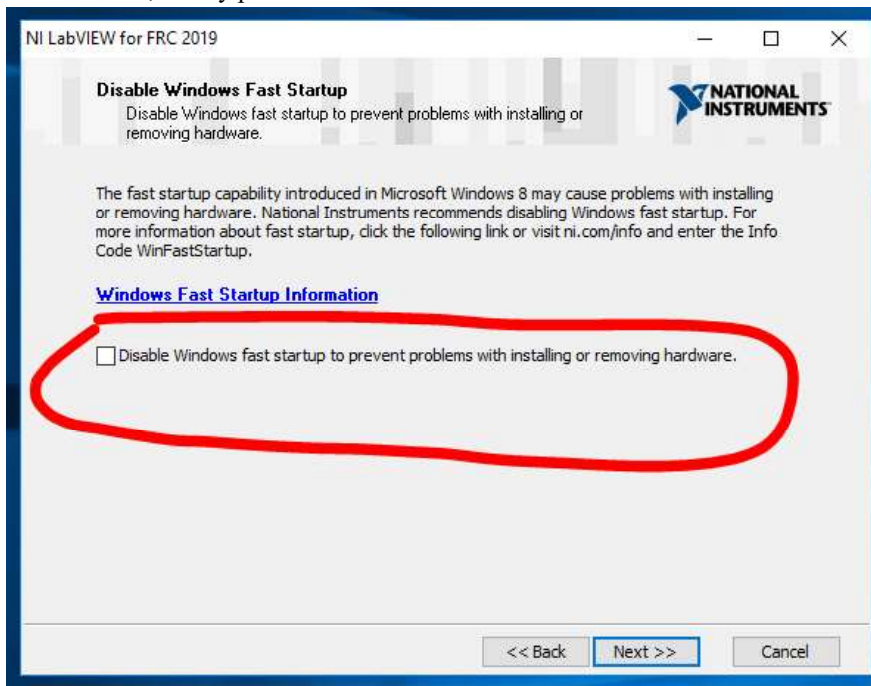 NI LabVIEW for FRC 2019
Disable Windows Fast Startup
Disable Windows fast startup to prevent problems with installing or
removing hardware.
NATIONAL
INSTRUMENTS
The fast startup capability introduced in Microsoft Windows 8 may cause problems with installing
or removing hardware. National Instruments recommends disabling Windows fast startup. For
more information about fast startup, click the following link or visit ni.com/info and enter the Info
Code WinFastStartup.
Windows Fast Startup Information
Disable Windows fast startup to prevent problems with installing or removing hardware.
<< Back
Next >>
Cancel